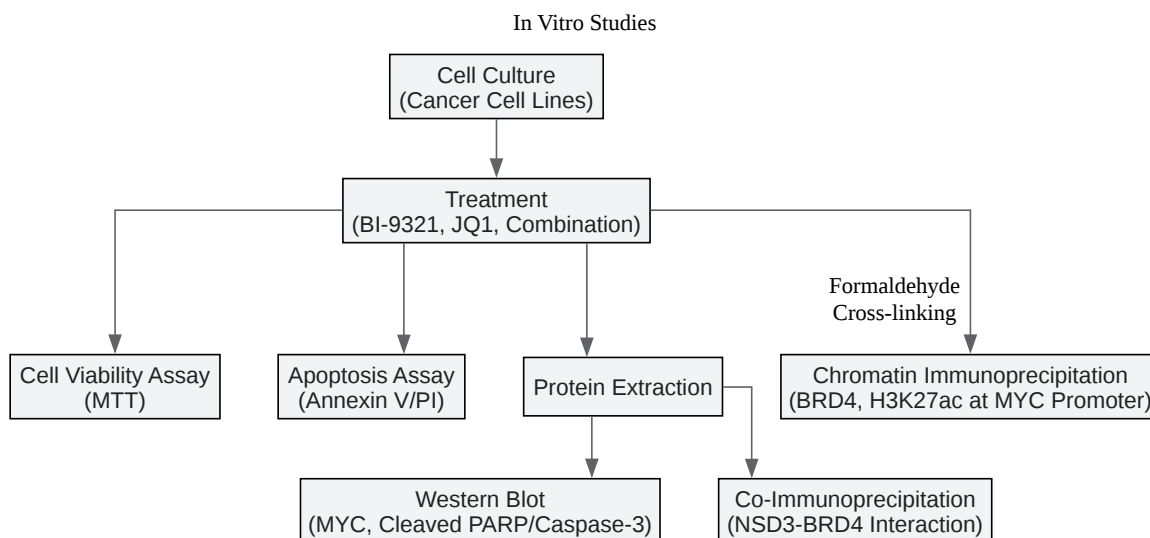 In Vitro Studies
Cell Culture
(Cancer Cell Lines)
Treatment
(BI-9321, JQ1, Combination)
Formaldehyde
Cross-linking
Cell Viability Assay
(MTT)
Apoptosis Assay
(Annexin V/PI)
Protein Extraction
Chromatin Immunoprecipitation
(BRD4, H3K27ac at MYC Promoter)
Western Blot
(MYC, Cleaved PARP/Caspase-3)
Co-Immunoprecipitation
(NSD3-BRD4 Interaction)